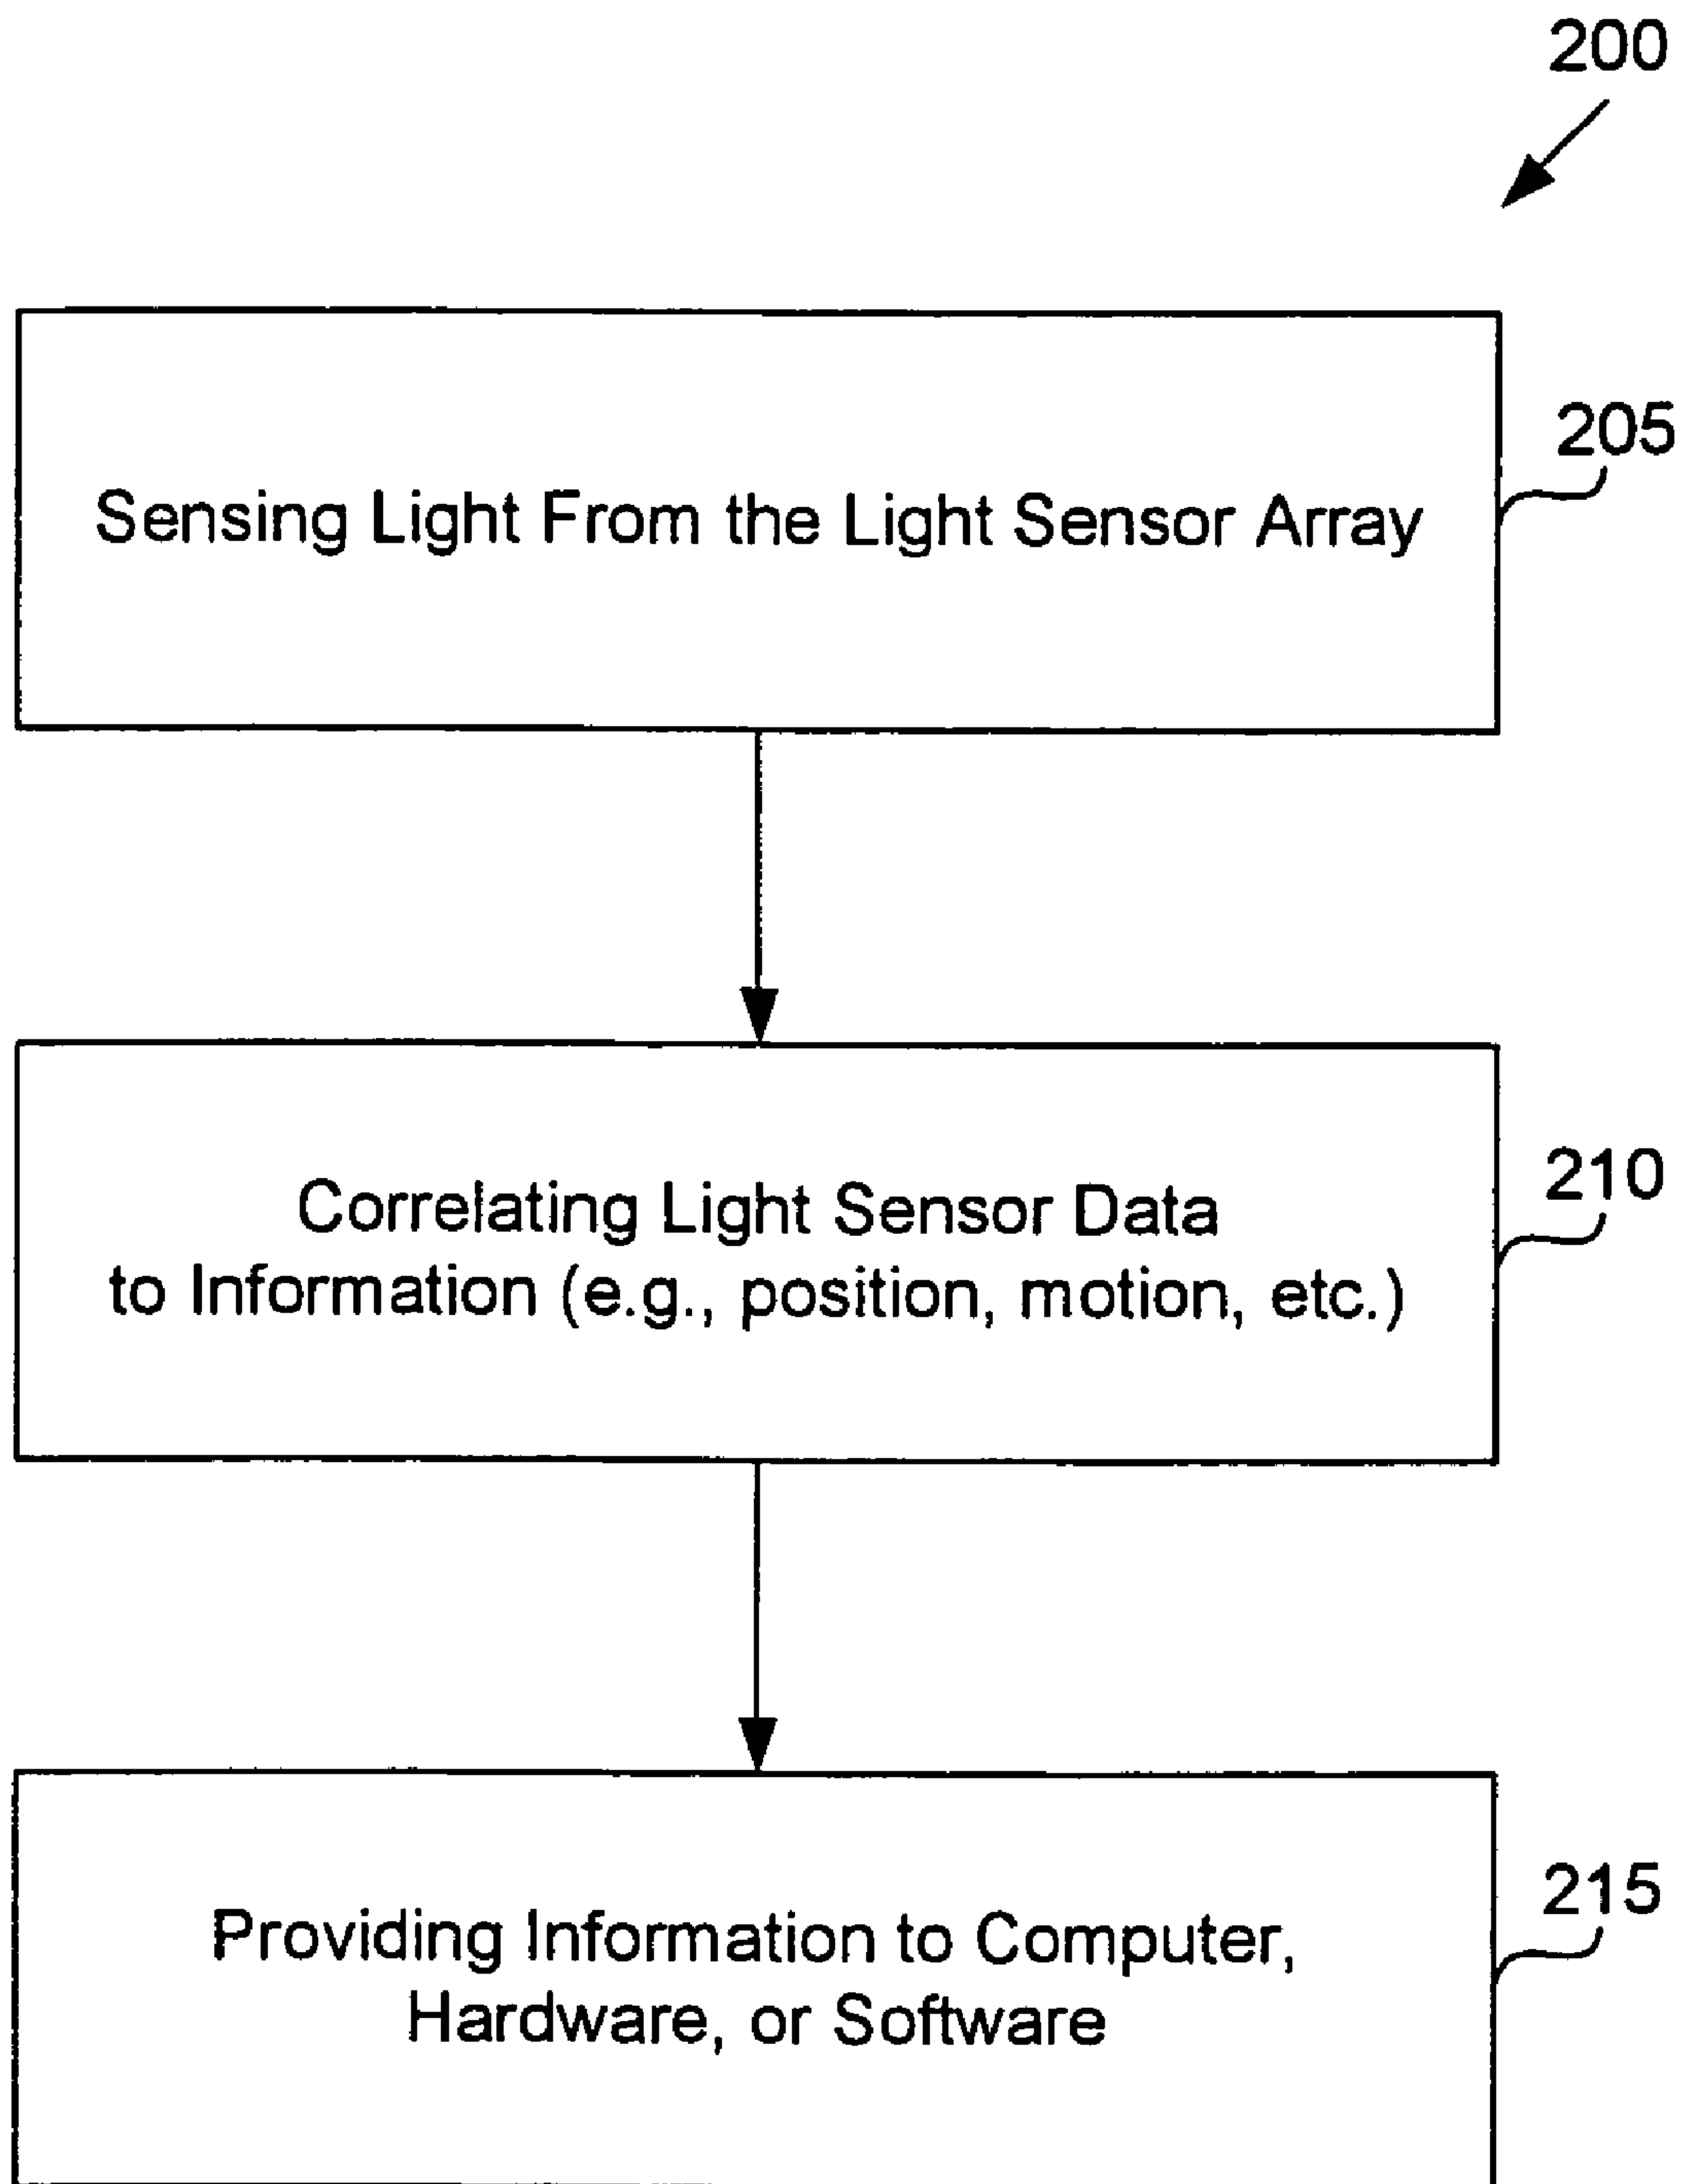 200
Sensing Light From the Light Sensor Array
205
Correlating Light Sensor Data
to Information (e.g., position, motion, etc.)
210
Providing Information to Computer,
Hardware, or Software
215